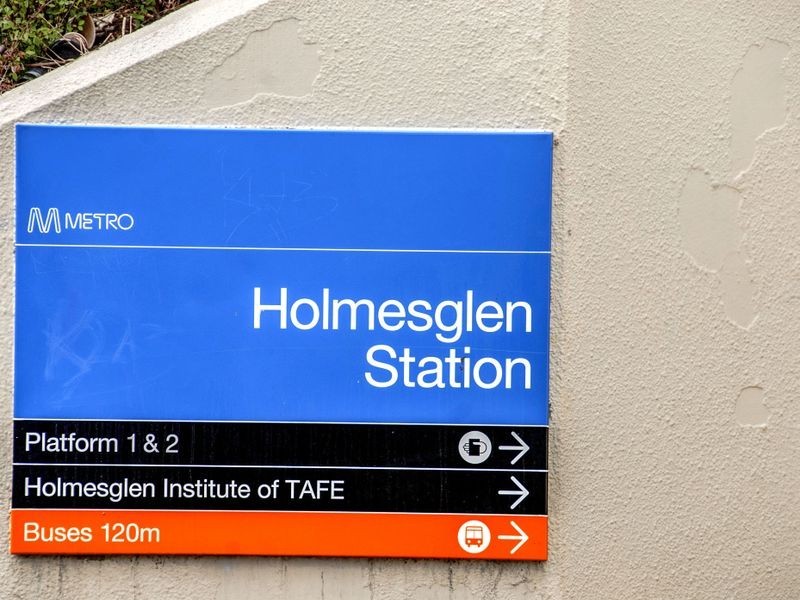 METRO
Holmesglen
Station
Platform 1 & 2
Holmesglen Institute of TAFE
Buses 120m